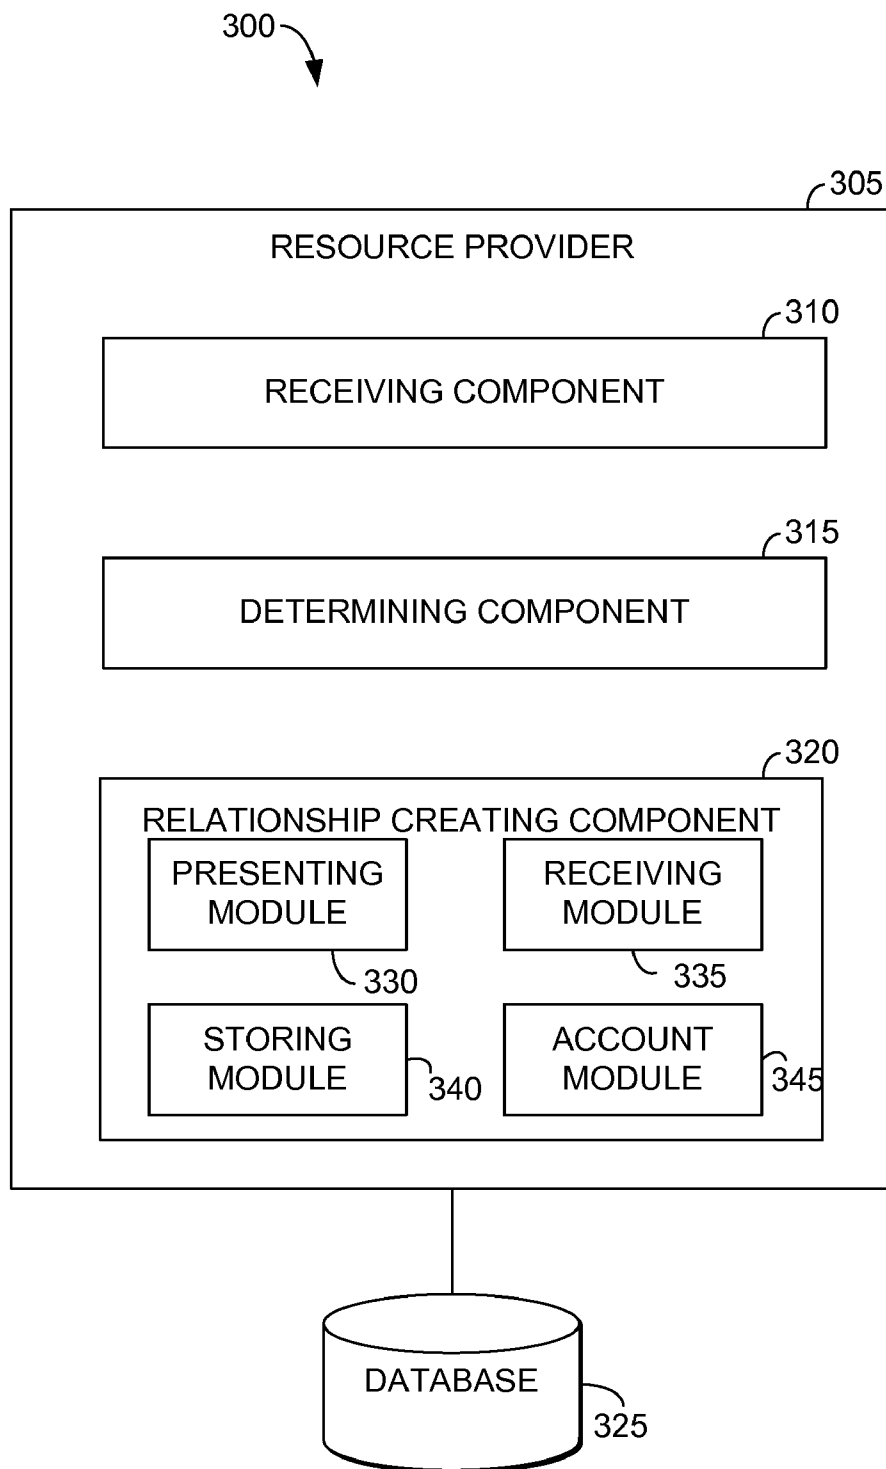 300
305
RESOURCE PROVIDER
310
RECEIVING COMPONENT
315
DETERMINING COMPONENT
320
RELATIONSHIP CREATING COMPONENT
PRESENTING
MODULE
330
RECEIVING
MODULE
335
STORING
MODULE
340
ACCOUNT
MODULE
345
DATABASE
325